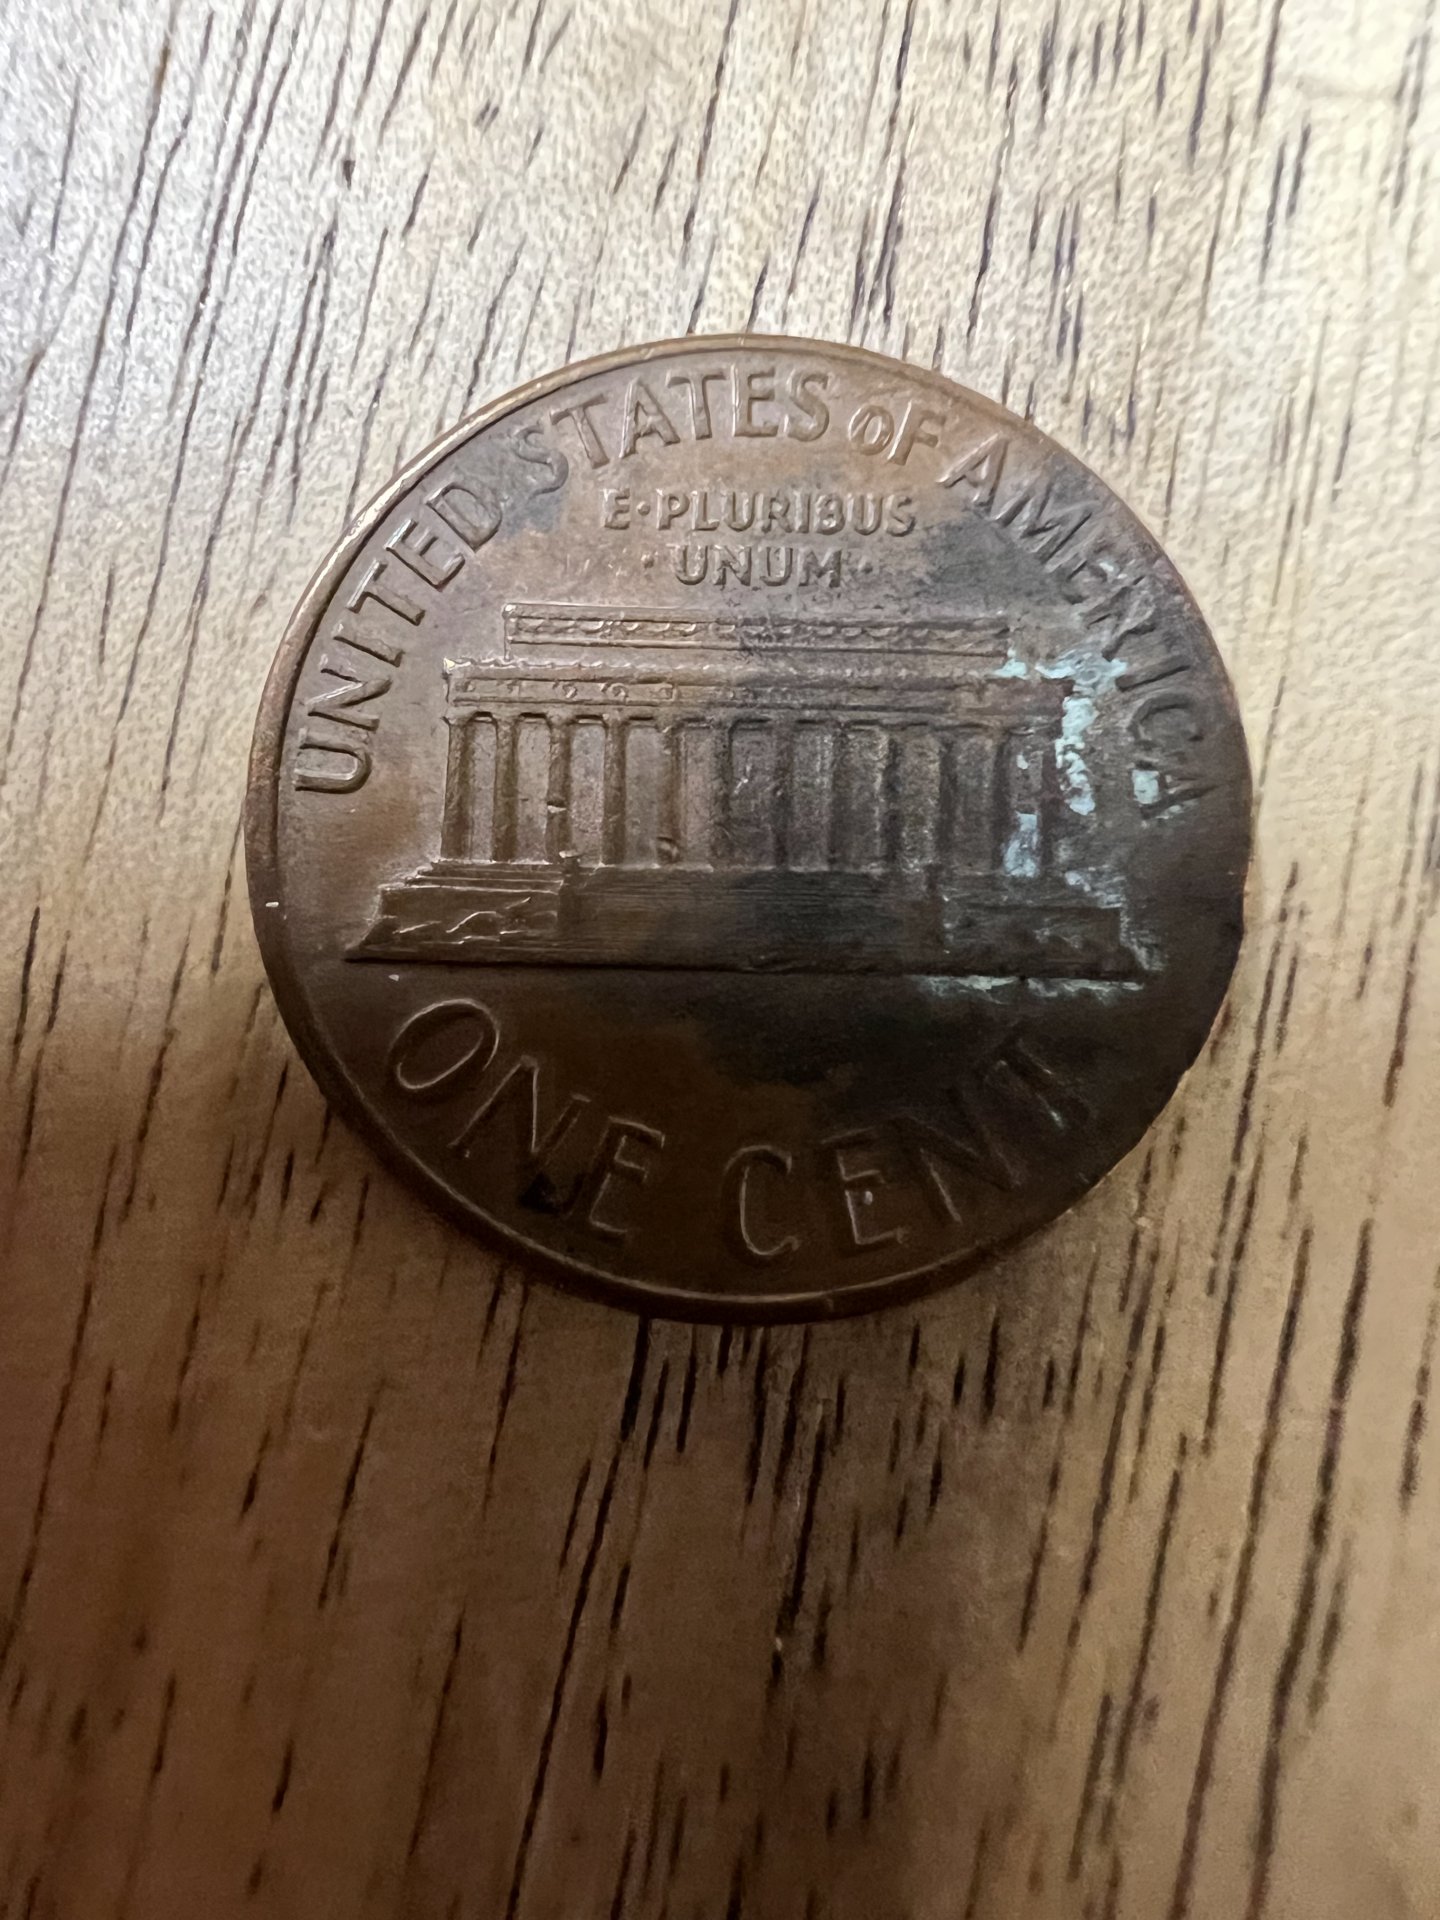 UNITED STATES OF AMERICA
E·PLURIBUS
·UNUM·
ONE CENT